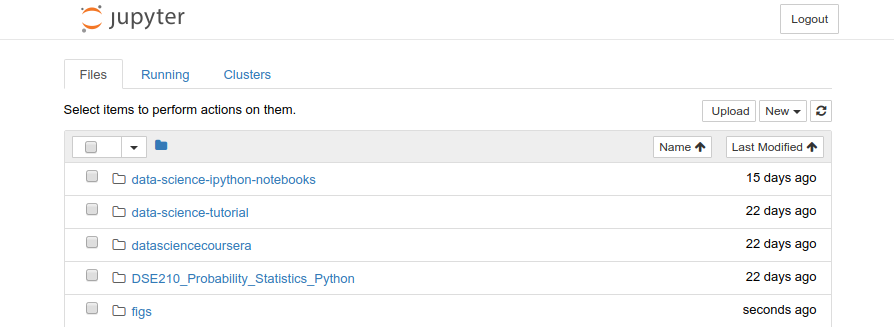 jupyter
Logout
Files Running Clusters
Select items to perform actions on them.
Upload New
Name Last Modified
data-science-ipython-notebooks 15 days ago
data-science-tutorial 22 days ago
datasciencecoursera 22 days ago
DSE210_Probability_Statistics_Python 22 days ago
figs seconds ago